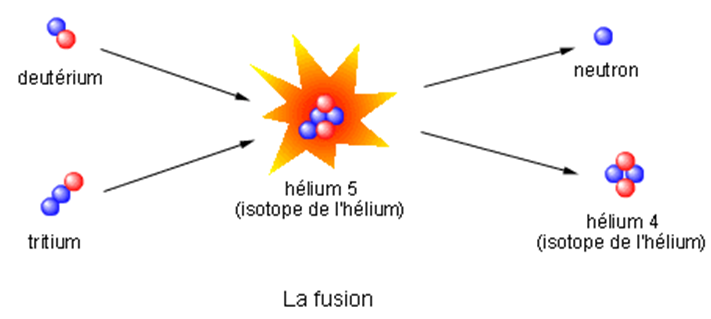 deutérium
neutron
hélium 5
(isotope de l'hélium)
tritium
hélium 4
(isotope de l'hélium)
La fusion